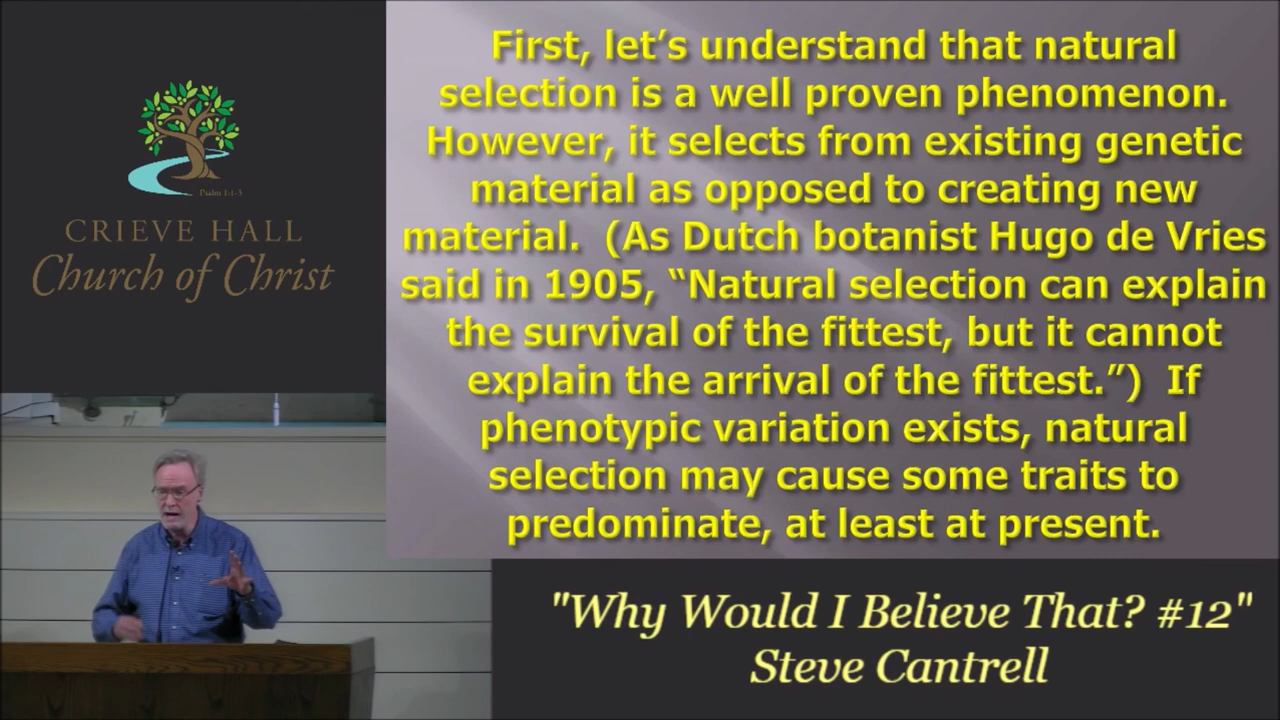 Psalm 1:1-3
CRIEVE HALL
Church of Christ
First, let’s understand that natural
selection is a well proven phenomenon.
However, it selects from existing genetic
material as opposed to creating new
material.  (As Dutch botanist Hugo de Vries
said in 1905, “Natural selection can explain
the survival of the fittest, but it cannot
explain the arrival of the fittest.”)  If
phenotypic variation exists, natural
selection may cause some traits to
predominate, at least at present.
"Why Would I Believe That? #12"
Steve Cantrell